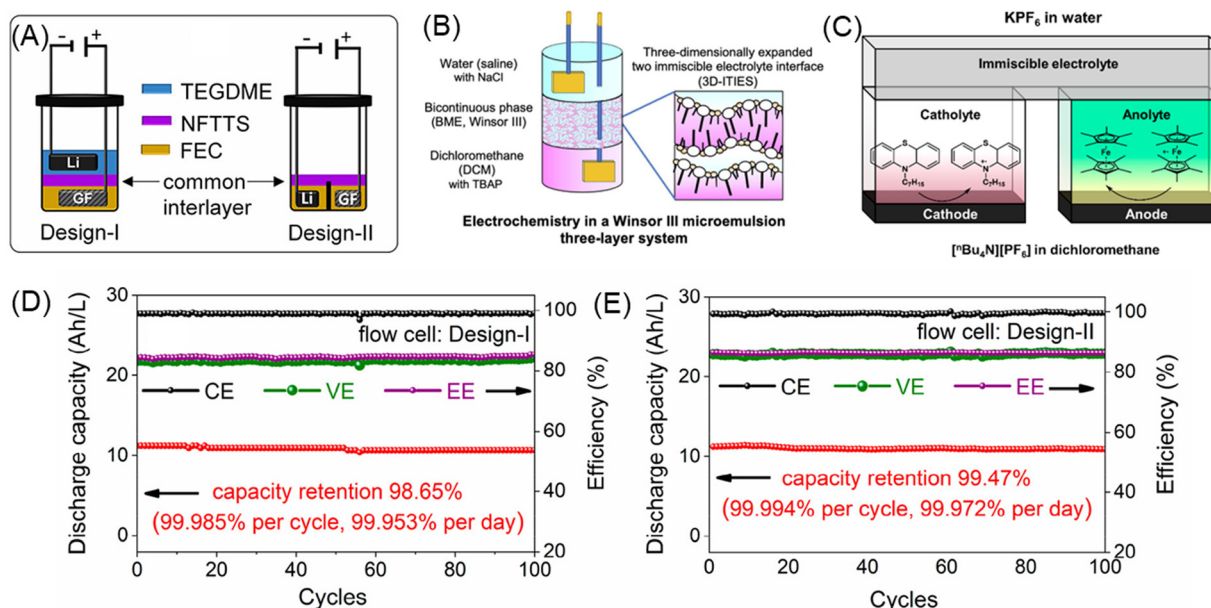 (A)
- +
- +
TEGDME
NFTTS
FEC
Li
GF
Li
GF
common
interlayer
Design-I
Design-II
(B)
Water (saline)
with NaCl
Bicontinuous phase
(BME, Winsor III)
Dichloromethane
(DCM)
with TBAP
Three-dimensionally expanded
two immiscible electrolyte interface
(3D-ITIES)
Electrochemistry in a Winsor III microemulsion
three-layer system
(C)
KPF6 in water
Immiscible electrolyte
Catholyte
S
N
C7H15
S
N
C7H15
Cathode
Anolyte
Fe
Fe
Anode
[nBu4N][PF6] in dichloromethane
(D)
Discharge capacity (Ah/L)
30
20
10
0
flow cell: Design-I
CE
VE
EE
capacity retention 98.65%
(99.985% per cycle, 99.953% per day)
100
80
60
40
20
Efficiency (%)
0 20 40 60 80 100
Cycles
(E)
Discharge capacity (Ah/L)
30
20
10
0
flow cell: Design-II
CE
VE
EE
capacity retention 99.47%
(99.994% per cycle, 99.972% per day)
100
80
60
40
20
Efficiency (%)
0 20 40 60 80 100
Cycles